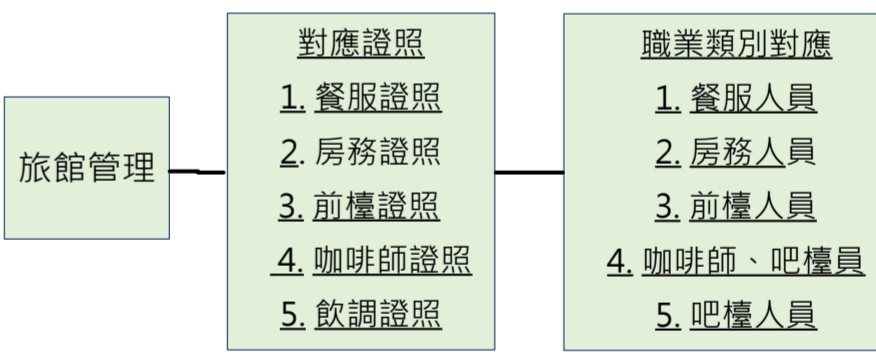 旅館管理
對應證照
1. 餐服證照
2. 房務證照
3. 前檯證照
4. 咖啡師證照
5. 飲調證照
職業類別對應
1. 餐服人員
2. 房務人員
3. 前檯人員
4. 咖啡師、吧檯員
5. 吧檯人員